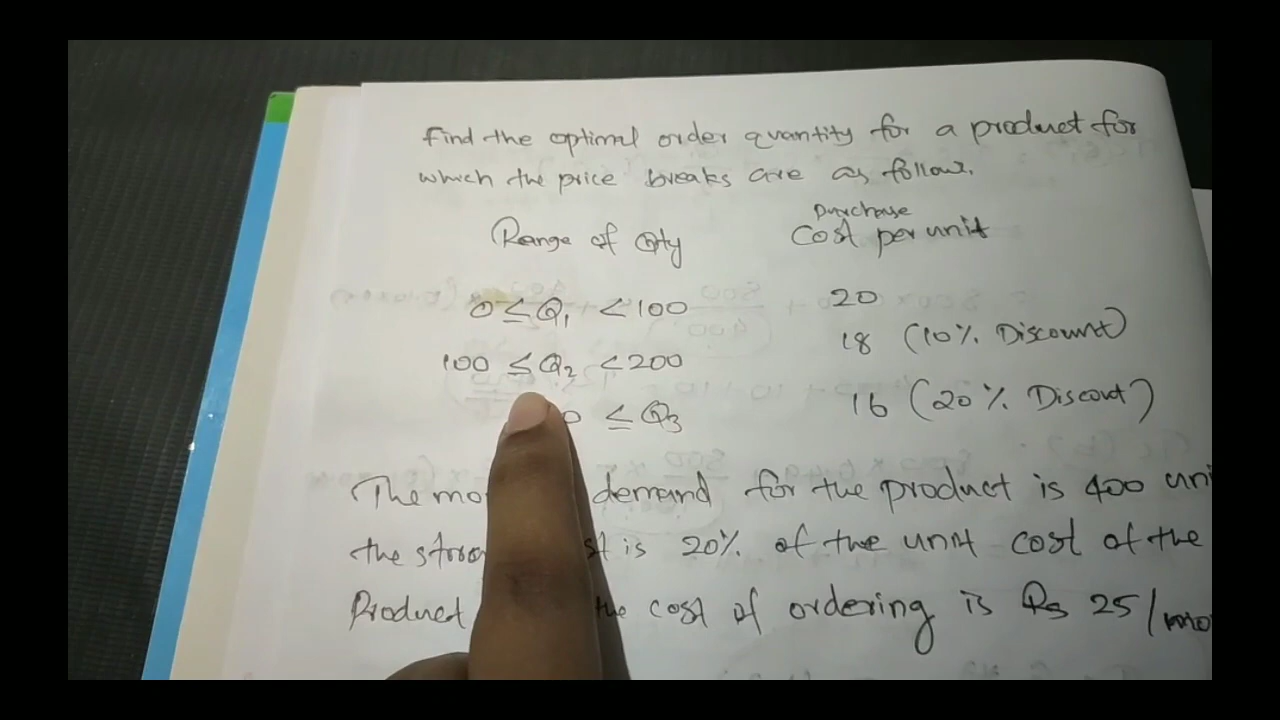 Find the optimal order quantity for a product for
which the price breaks are as follow.
Range of Qty
Purchase
Cost per unit
0 ≤ Q1 < 100 20
100 ≤ Q2 < 200 18 (10% Discount)
0 ≤ Q3 16 (20% Discout)
The mo demand for the product is 400 uni
the is 20% of the unit cost of the
Product the cost of ordering is Rs 25/mo